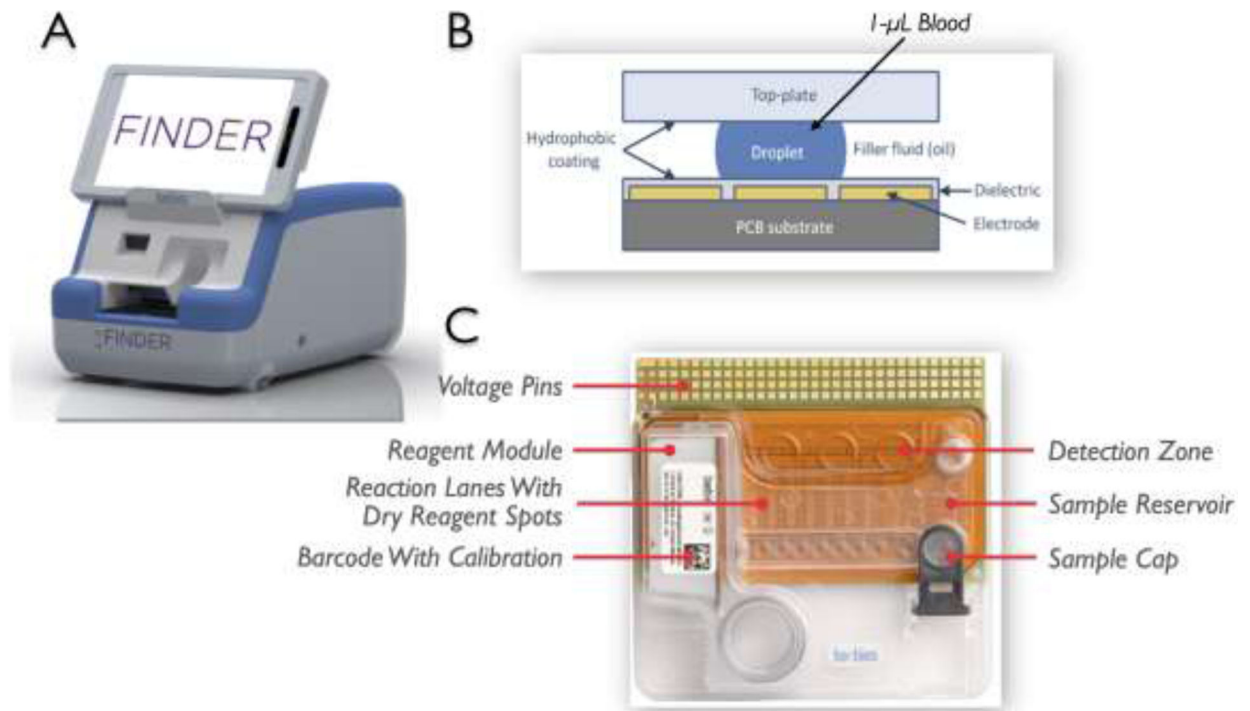 A
FINDER
FINDER
B
1-μL Blood
Top-plate
Hydrophobic
coating
Droplet
Filler fluid (oil)
Dielectric
Electrode
PCB substrate
C
Voltage Pins
Reagent Module
Reaction Lanes With
Dry Reagent Spots
Barcode With Calibration
Detection Zone
Sample Reservoir
Sample Cap